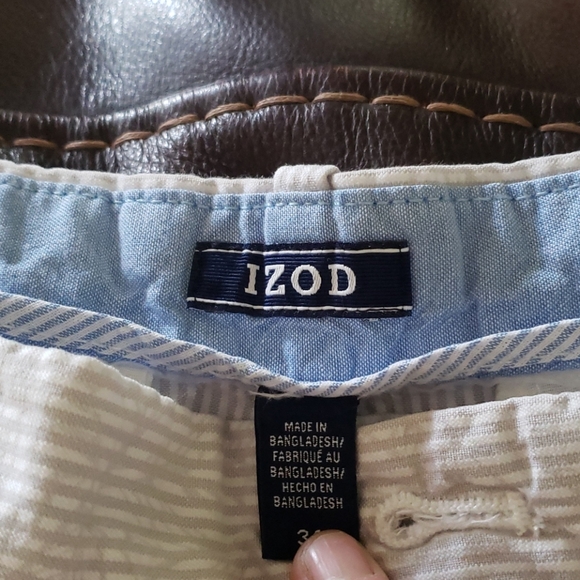 IZOD
MADE IN
BANGLADESH/
FABRIQUÉ AU
BANGLADESH/
HECHO EN
BANGLADESH